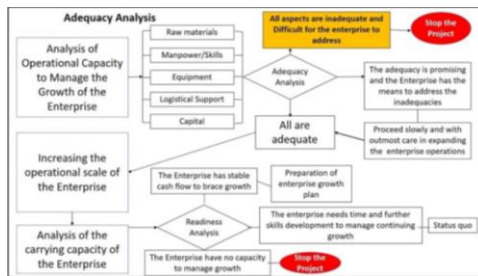 Adequacy Analysis
All aspects are inadequate and
Difficult for the enterprise to
address
Stop the
Project
Raw materials
Manpower/Skills
Equipment
Logistical Support
Capital
Analysis of
Operational Capacity
to Manage the
Growth of the
Enterprise
Adequacy
Analysis
The adequacy is promising
and the Enterprise has the
means to address the
inadequacies
All are
adequate
Proceed slowly and with
outmost care in expanding
the enterprise operations
Increasing the
operational scale of
the Enterprise
The Enterprise has stable
cash flow to brace growth
Preparation of
enterprise growth
plan
Readiness
Analysis
The enterprise needs time and further
skills development to manage continuing
growth
Status quo
Analysis of the
carrying capacity of
the Enterprise
The Enterprise have no capacity
to manage growth
Stop the
Project